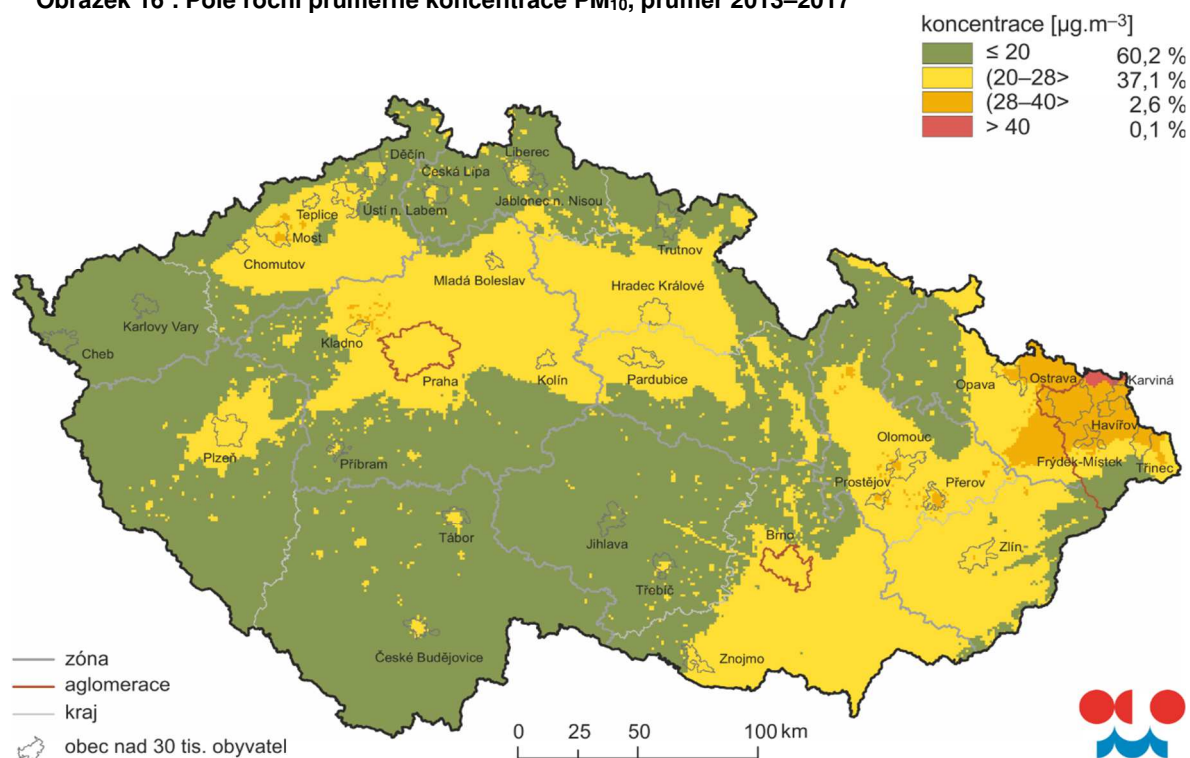 Obrázek 16 . Pole roční průměrné koncentrace PM₁₀, průměr 2013–2017
koncentrace [µg.m⁻³]
≤ 20 60,2 %
(20–28> 37,1 %
(28–40> 2,6 %
> 40 0,1 %
Děčín
Liberec
Česká Lípa
Jablonec n. Nisou
Teplice
Ústí n. Labem
Most
Trutnov
Chomutov
Mladá Boleslav
Hradec Králové
Karlovy Vary
Kladno
Cheb
Praha
Kolín
Pardubice
Opava
Ostrava
Karviná
Havířov
Olomouc
Plzeň
Příbram
Frýdek-Místek
Třinec
Prostějov
Přerov
Tábor
Jihlava
Brno
Zlín
Třebíč
České Budějovice
Znojmo
zóna
aglomerace
kraj
obec nad 30 tis. obyvatel
0 25 50 100 km